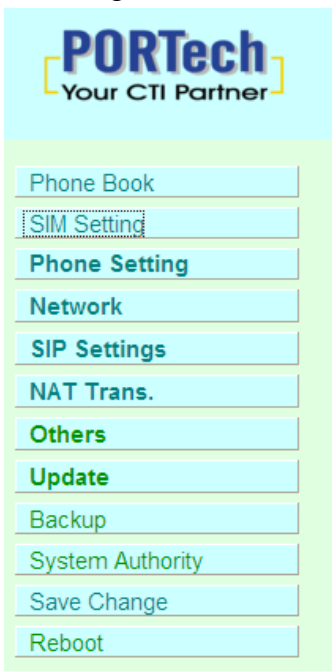 PORTech
Your CTI Partner
Phone Book
SIM Setting
Phone Setting
Network
SIP Settings
NAT Trans.
Others
Update
Backup
System Authority
Save Change
Reboot